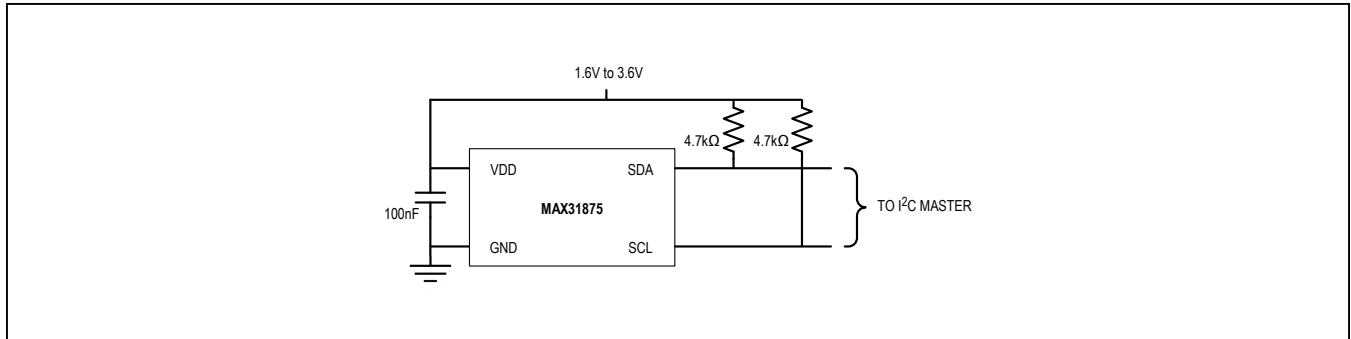 1.6V to 3.6V
4.7kΩ 4.7kΩ
VDD SDA
100nF MAX31875 TO I²C MASTER
GND SCL